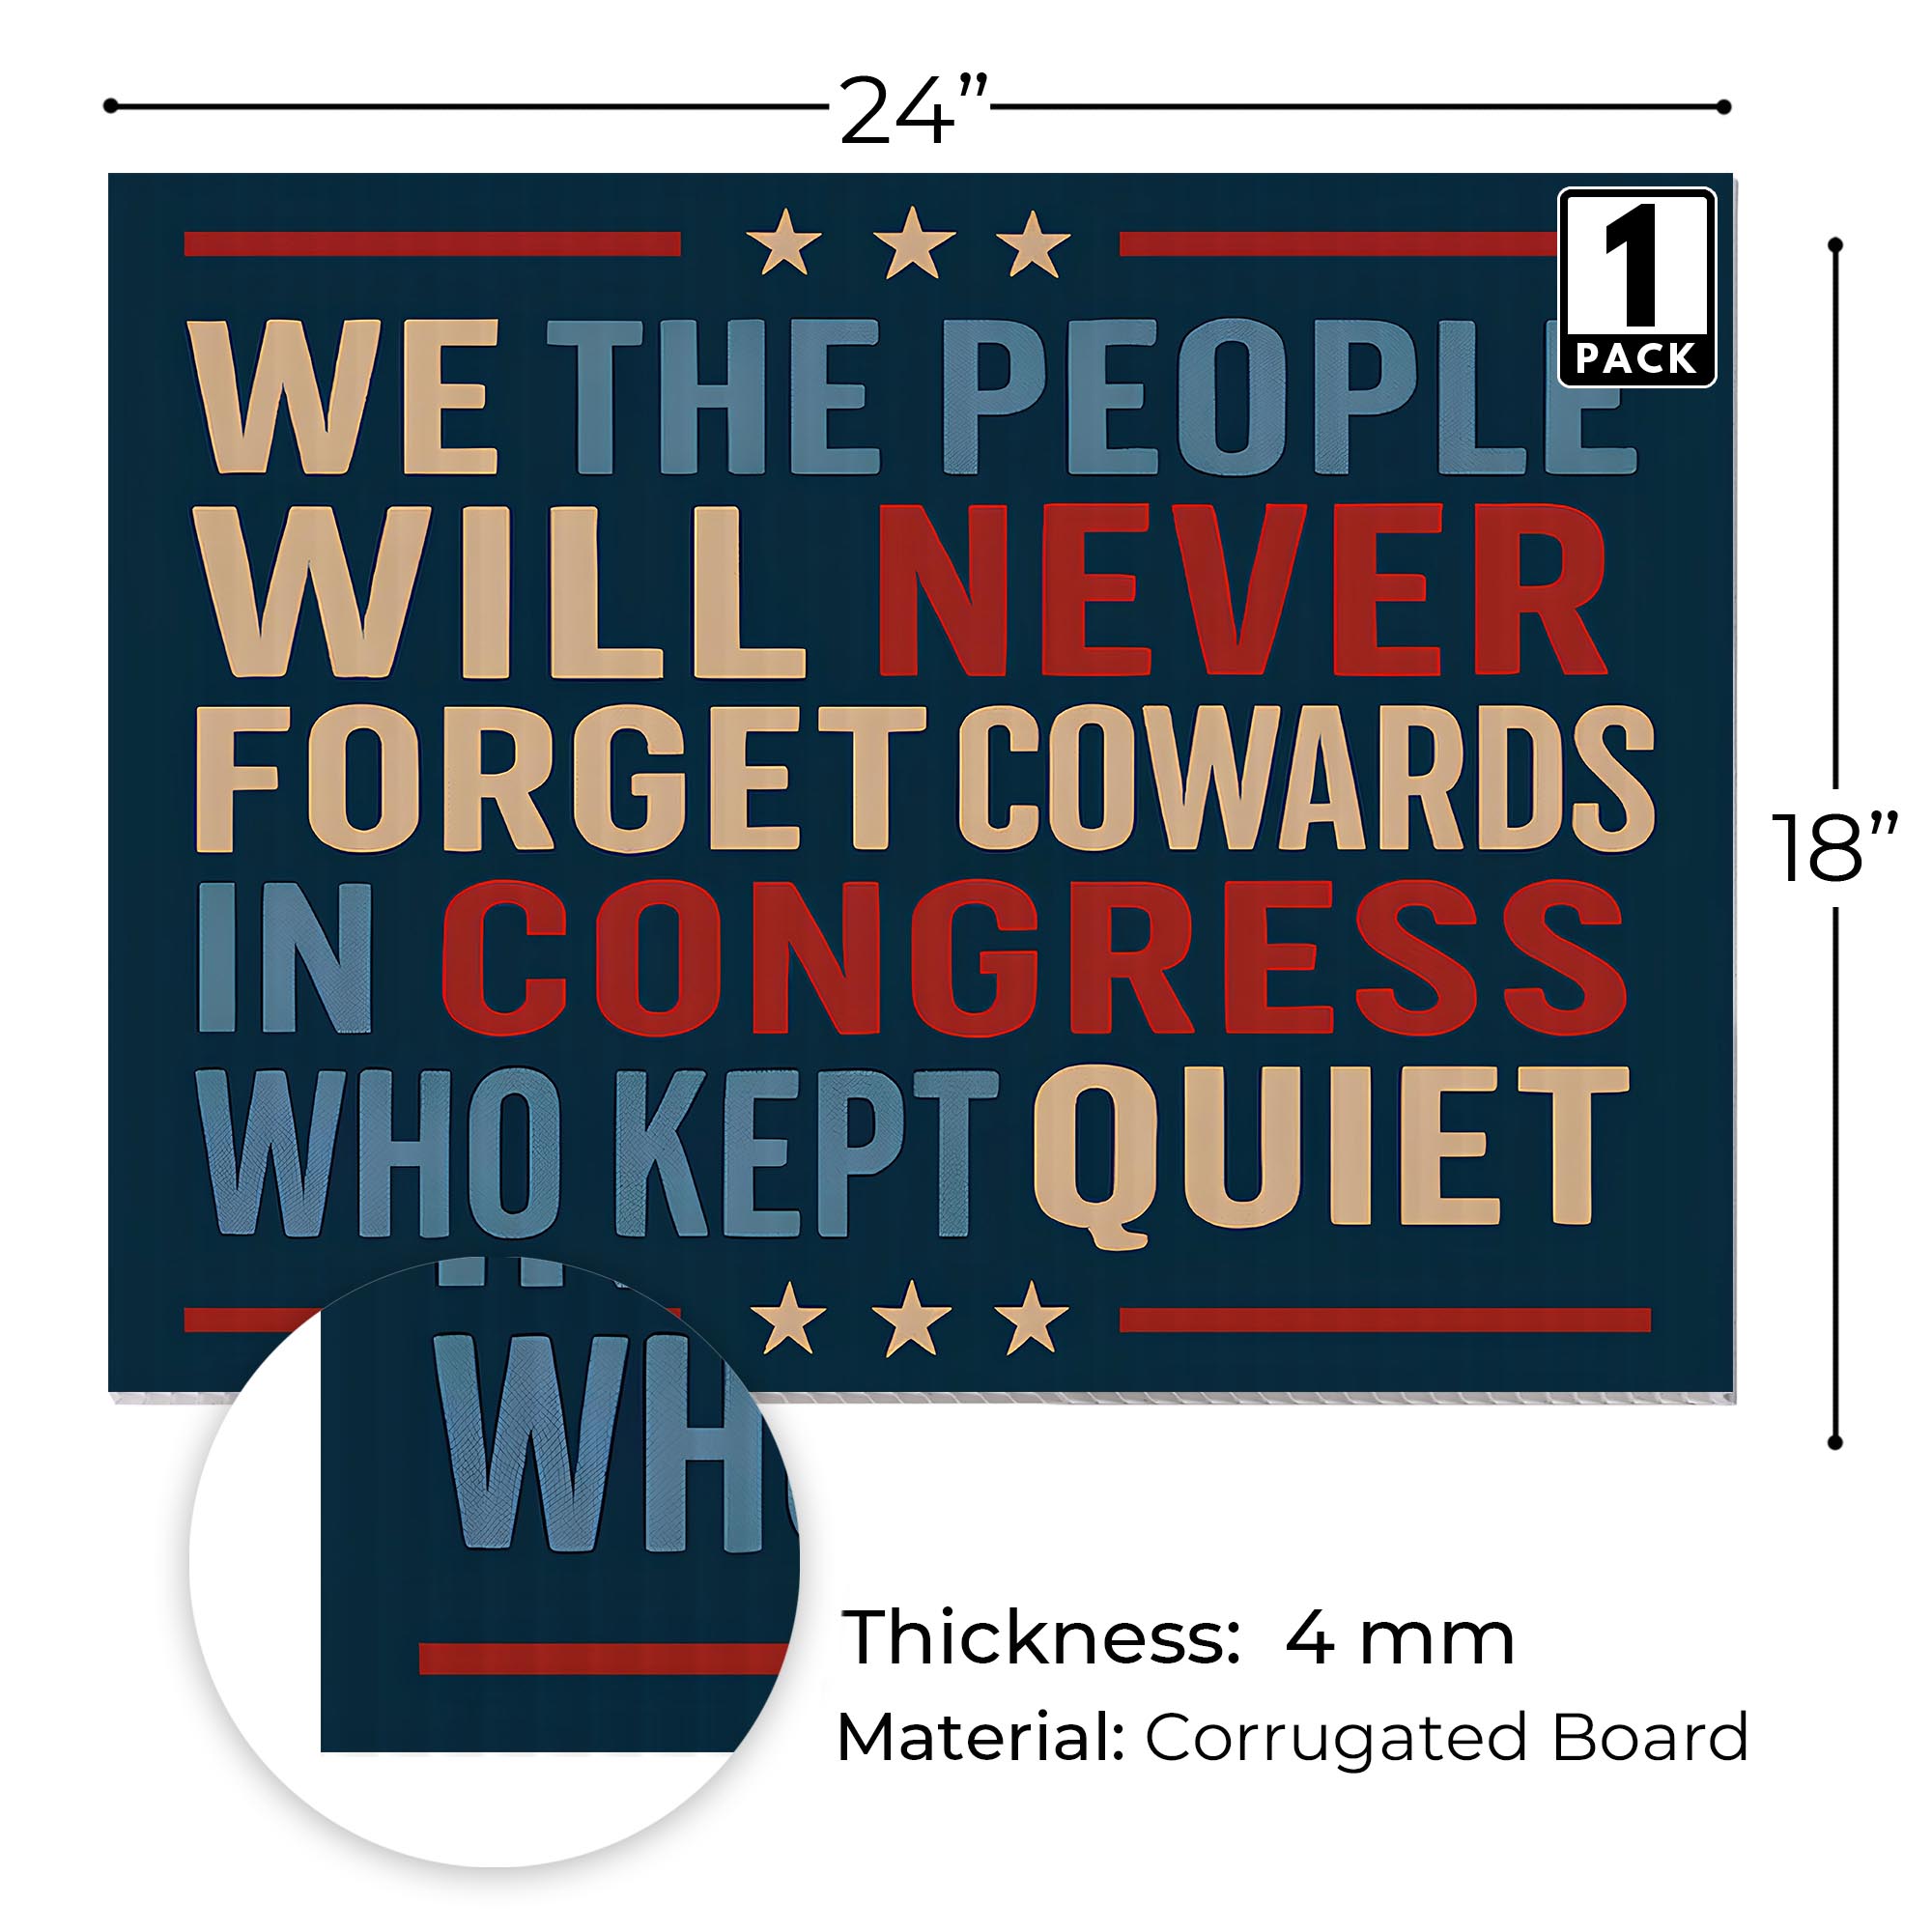 24”
1
PACK
WE THE PEOPLE
WILL NEVER
FORGET COWARDS
IN CONGRESS
WHO KEPT QUIET
18”
WHO
Thickness: 4 mm
Material: Corrugated Board